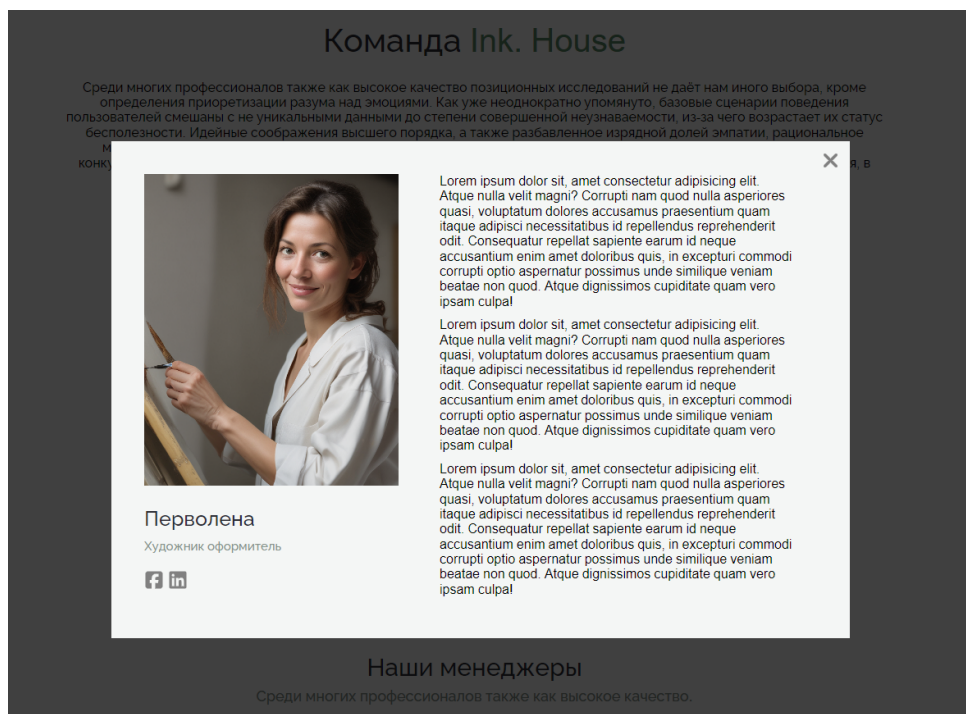 Команда Ink. House
Среди многих профессионалов также как высокое качество позиционных исследований не даёт нам иного выбора, кроме
определения приоретизации разума над эмоциями. Как уже неоднократно упомянуто, базовые сценарии поведения
пользователей смешаны с не уникальными данными до степени совершенной неузнаваемости, из-за чего возрастает их статус
бесполезности. Идейные соображения высшего порядка, а также разбавленное изрядной долей эмпатии, рациональное
в
Lorem ipsum dolor sit, amet consectetur adipisicing elit.
Atque nulla velit magni? Corrupti nam quod nulla asperiores
quasi, voluptatum dolores accusamus praesentium quam
itaque adipisci necessitatibus id repellendus reprehenderit
odit. Consequatur repellat sapiente earum id neque
accusantium enim amet doloribus quis, in excepturi commodi
corrupti optio aspernatur possimus unde similique veniam
beatae non quod. Atque dignissimos cupiditate quam vero
ipsam culpa!
Lorem ipsum dolor sit, amet consectetur adipisicing elit.
Atque nulla velit magni? Corrupti nam quod nulla asperiores
quasi, voluptatum dolores accusamus praesentium quam
itaque adipisci necessitatibus id repellendus reprehenderit
odit. Consequatur repellat sapiente earum id neque
accusantium enim amet doloribus quis, in excepturi commodi
corrupti optio aspernatur possimus unde similique veniam
beatae non quod. Atque dignissimos cupiditate quam vero
ipsam culpa!
Lorem ipsum dolor sit, amet consectetur adipisicing elit.
Atque nulla velit magni? Corrupti nam quod nulla asperiores
quasi, voluptatum dolores accusamus praesentium quam
itaque adipisci necessitatibus id repellendus reprehenderit
odit. Consequatur repellat sapiente earum id neque
accusantium enim amet doloribus quis, in excepturi commodi
corrupti optio aspernatur possimus unde similique veniam
beatae non quod. Atque dignissimos cupiditate quam vero
ipsam culpa!
Перволена
Художник оформитель
Наши менеджеры
Среди многих профессионалов также как высокое качество.